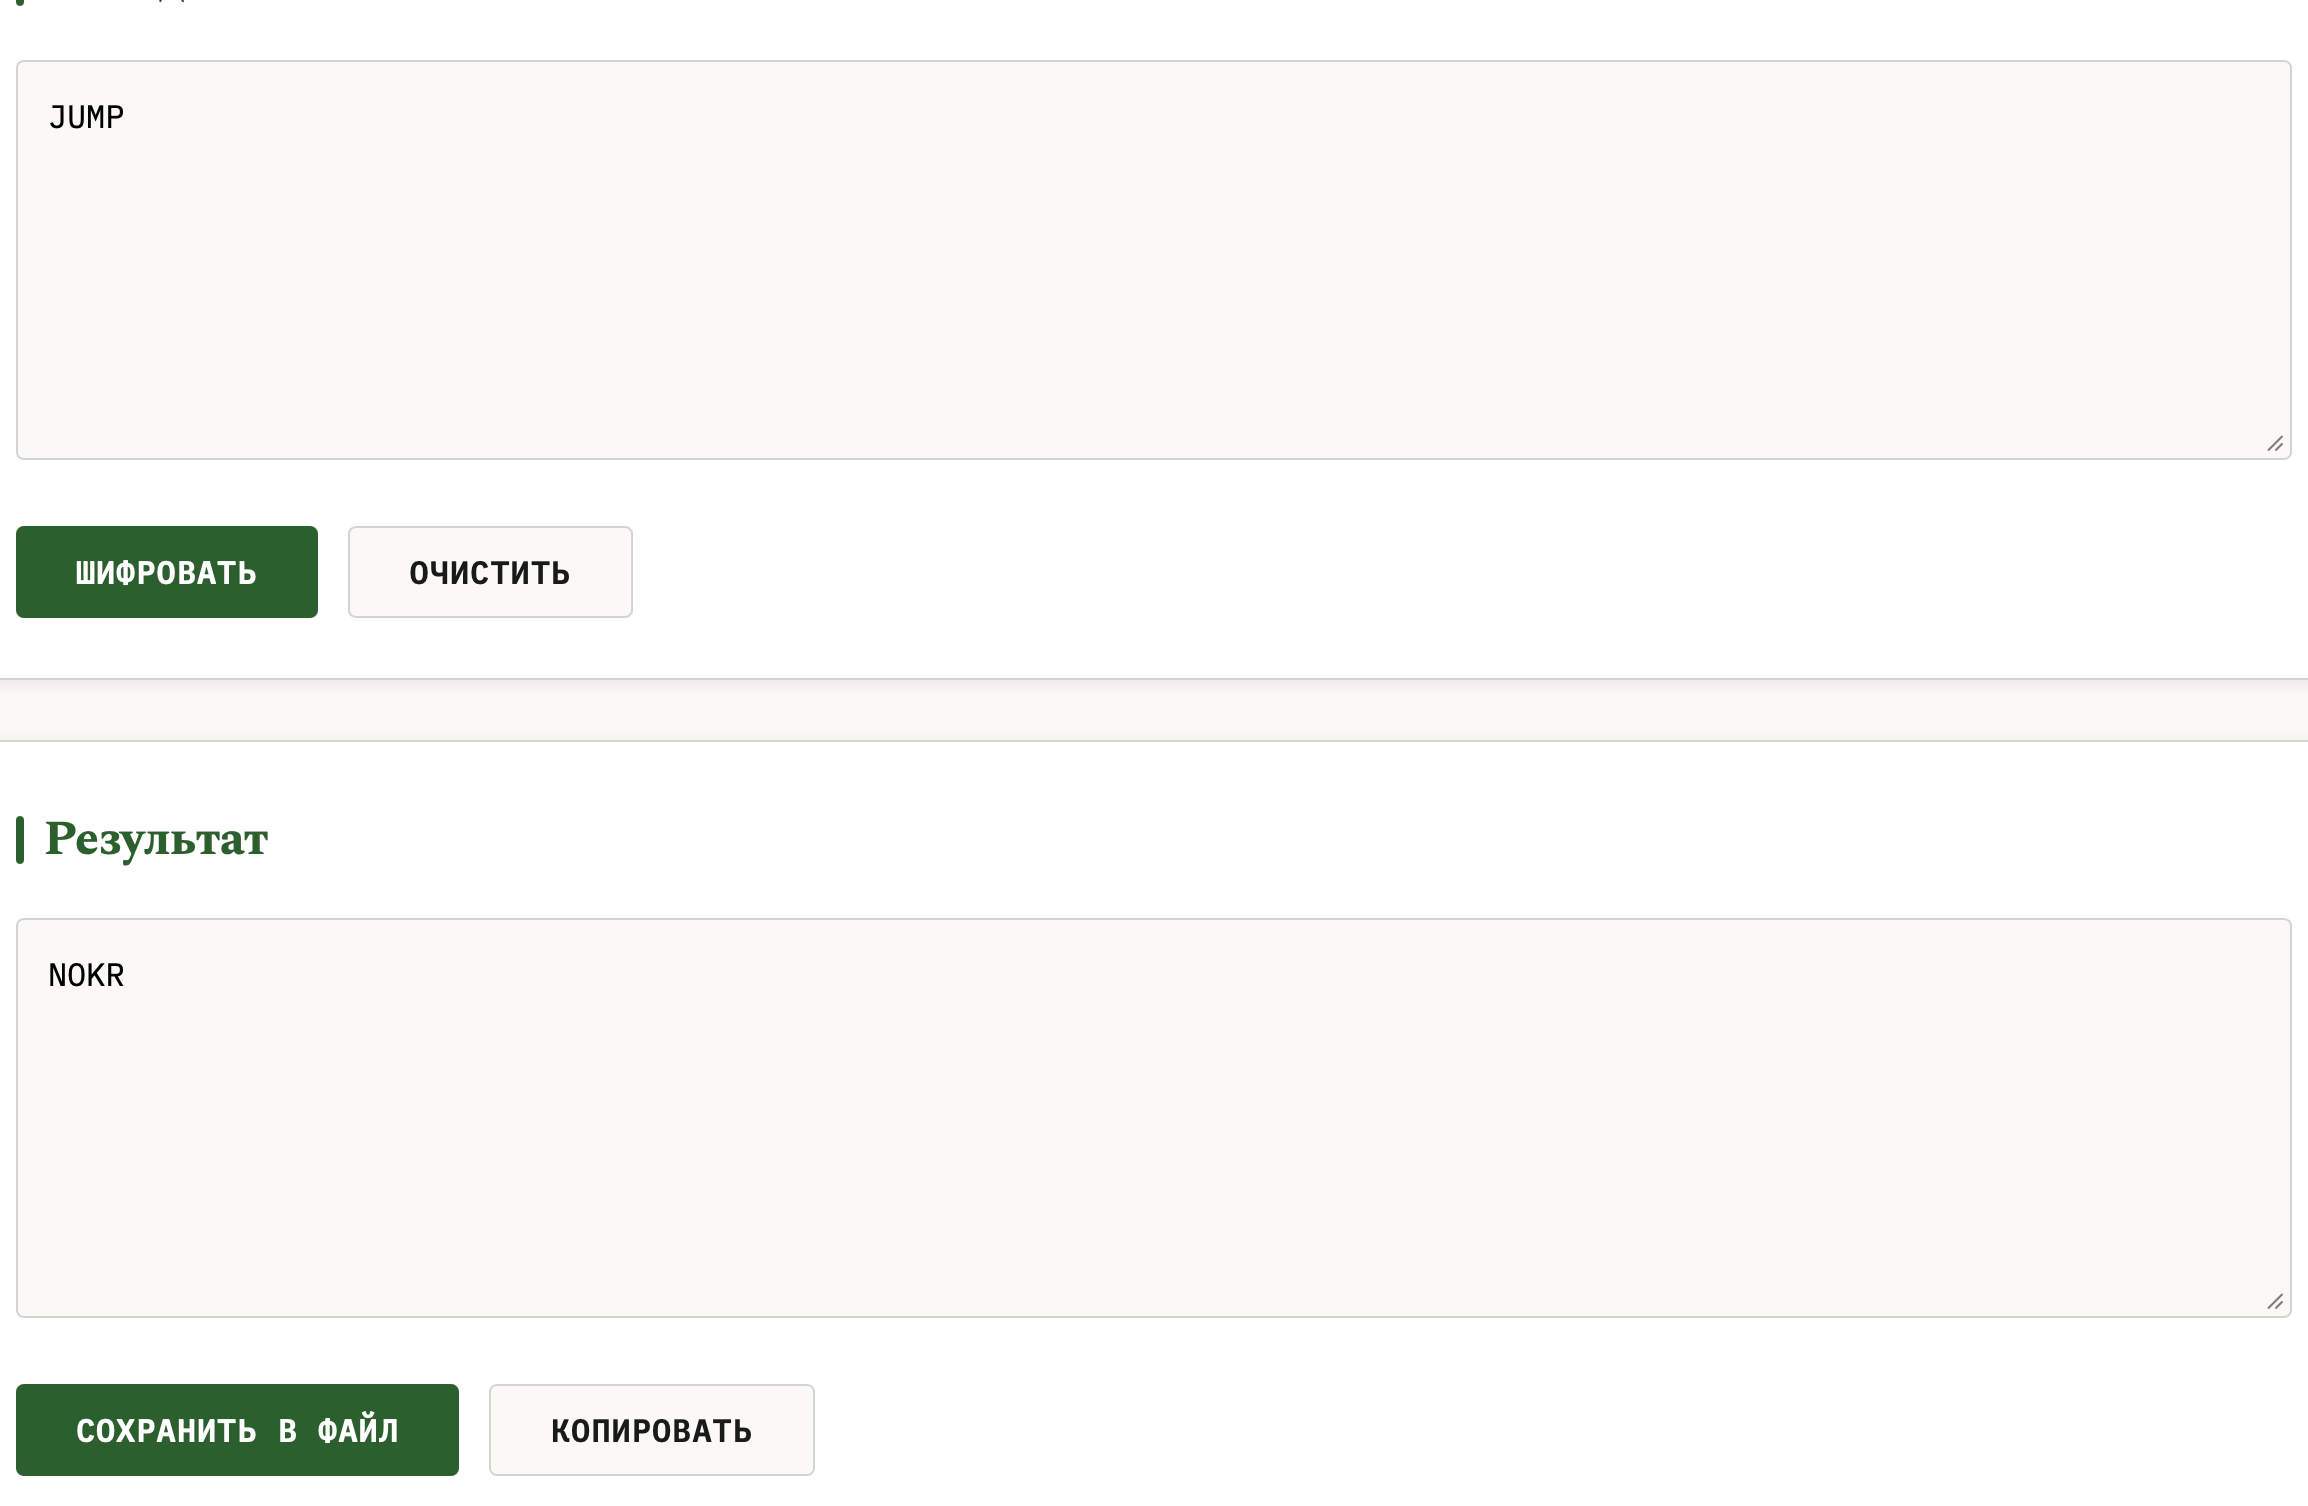 JUMP
ШИФРОВАТЬ ОЧИСТИТЬ
Результат
NOKR
СОХРАНИТЬ В ФАЙЛ КОПИРОВАТЬ